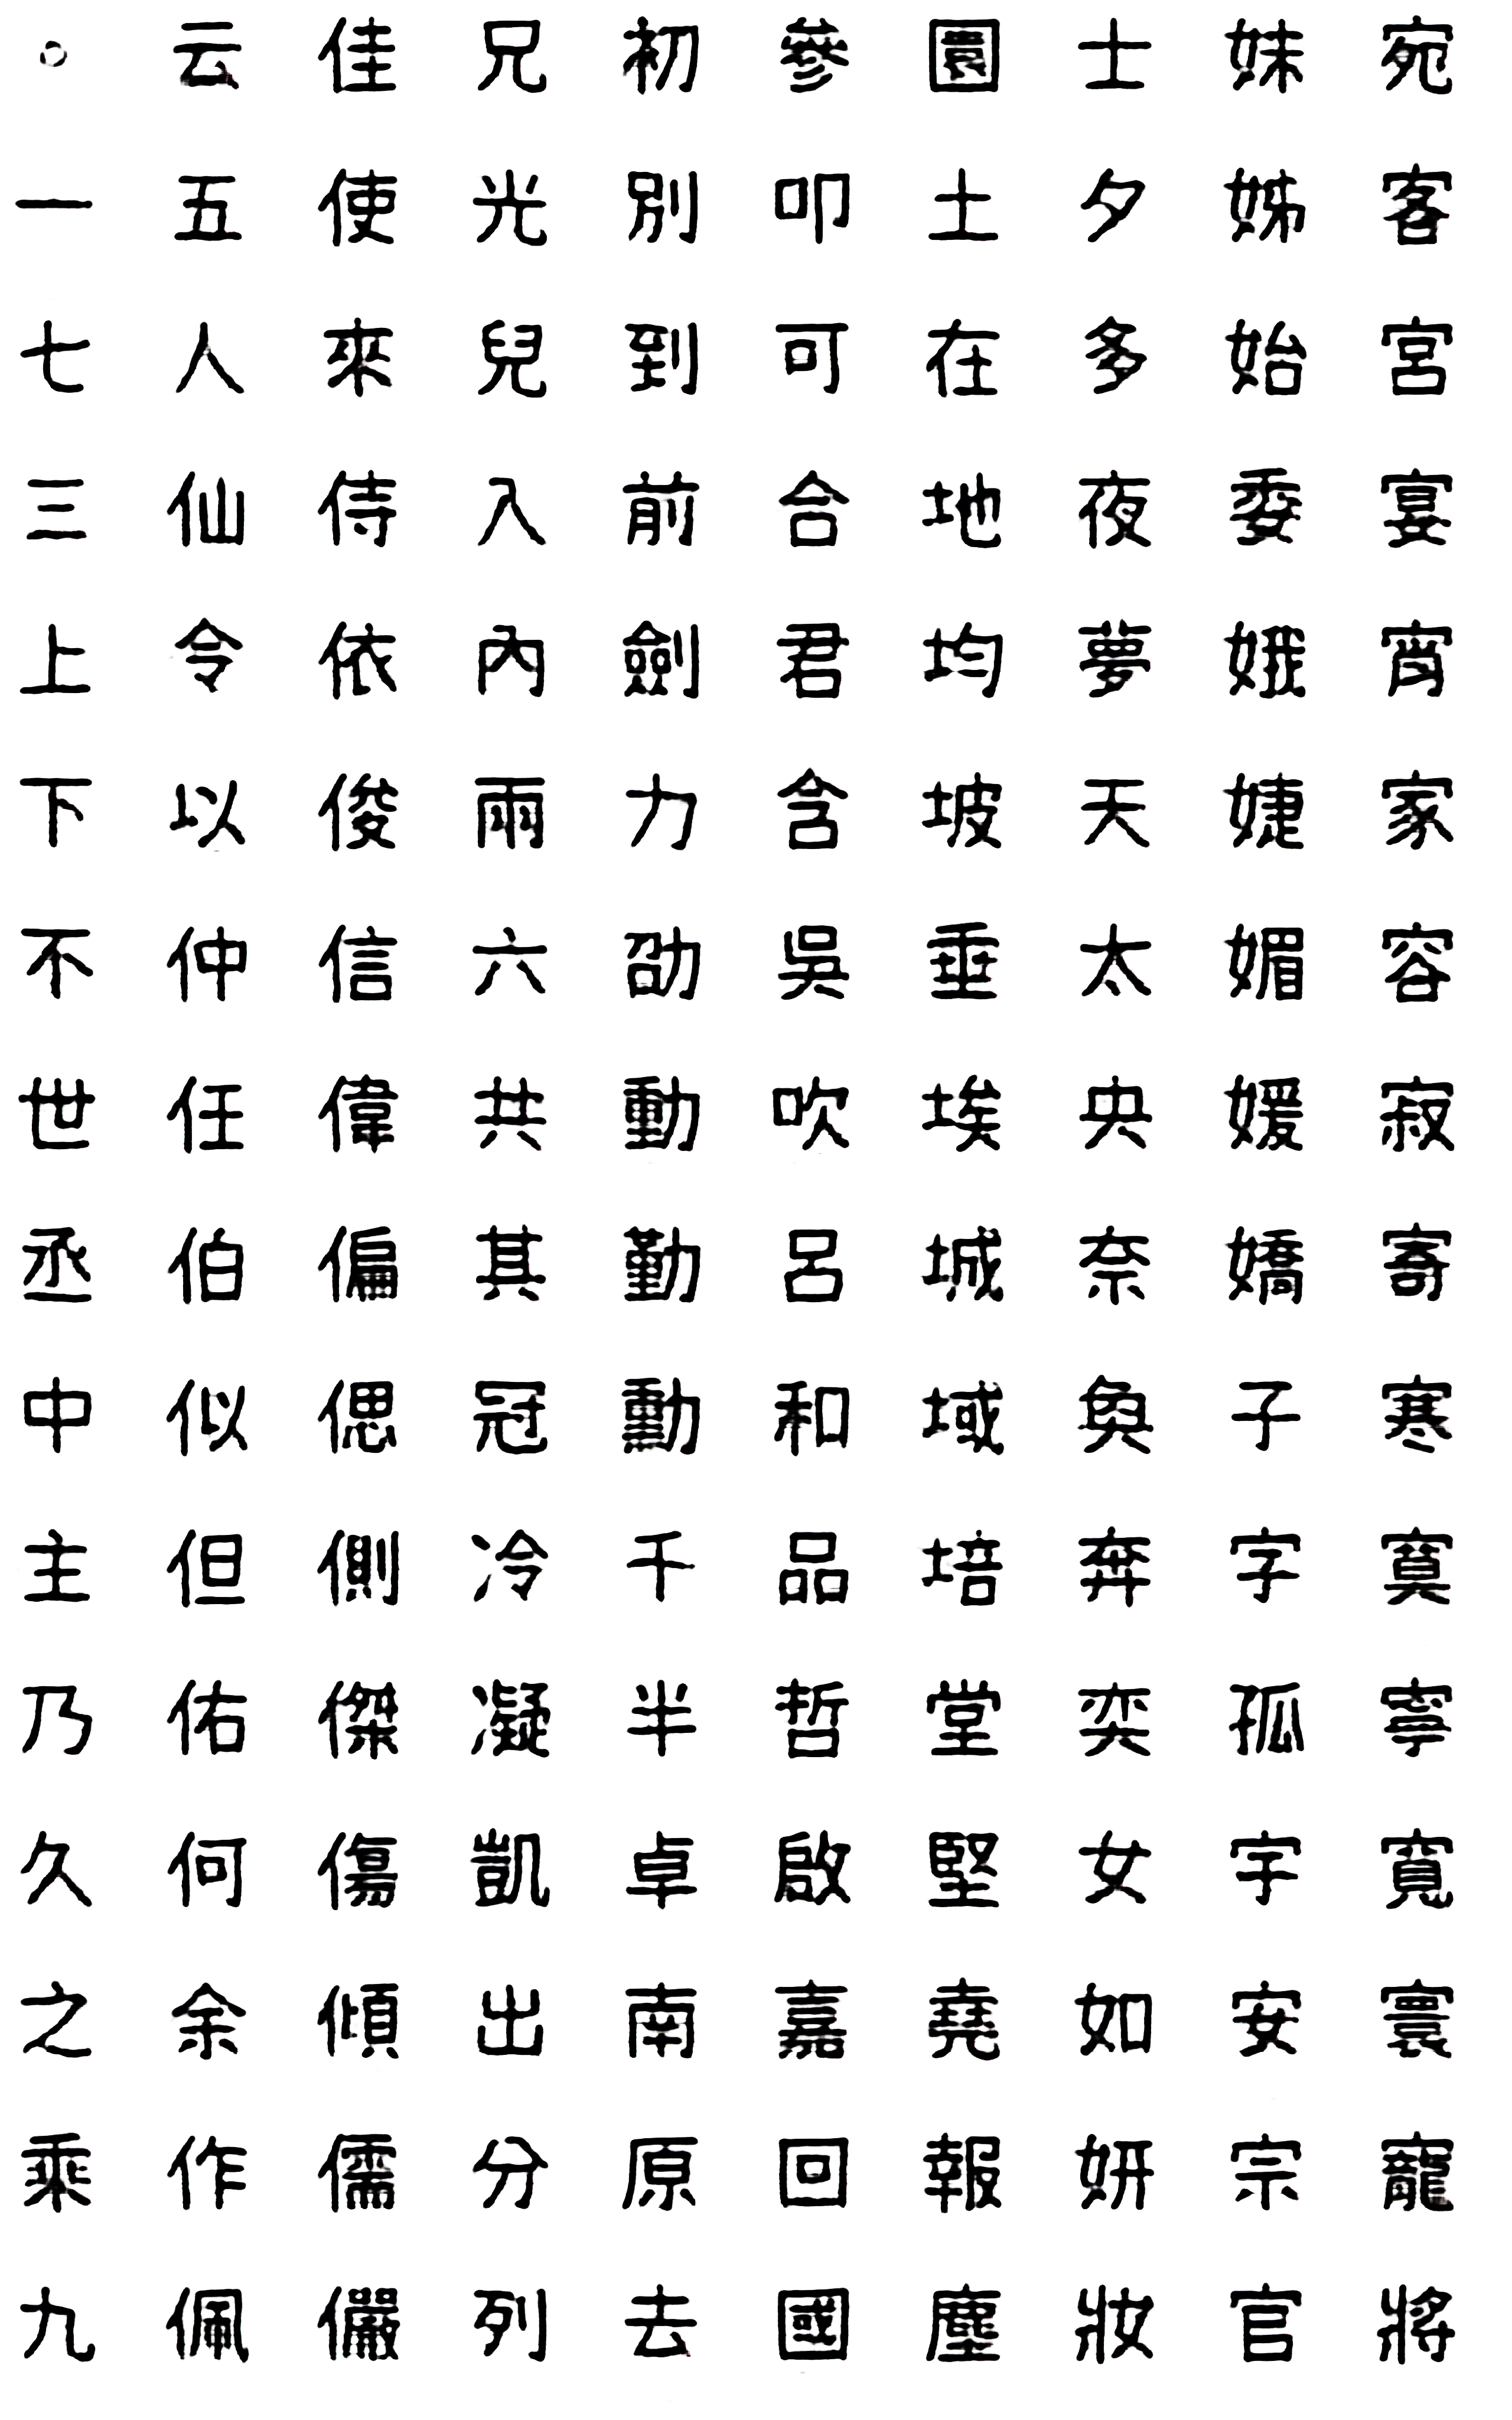 。一七三上下不世丞中主乃久之乘九
云五人仙令以仲任伯似但佑何余作佩
佳使來侍依俊信偉偏偲側傑傷傾儒儼
兄光兒入內兩六共其冠冷凝凱出分列
初別到前劍力劭動勤勳千半卓南原去
參叩可合君含吳吹呂和品哲啟嘉回國
圜土在地均坡垂埃城域培堂堅堯報塵
士夕多夜夢天太央奈奐奔奕女如妍妝
妹姊始委娥婕媚媛嬌子字孤宇安宗官
宛客宮宴宵家容寂寄寒寞寧寬寰寵將